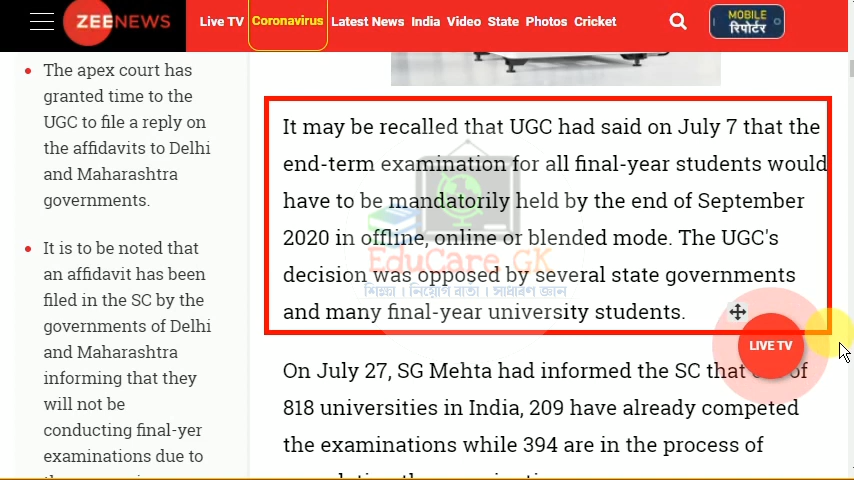 ZEENEWS
Live TV Coronavirus Latest News India Video State Photos Cricket
MOBILE
रिपोर्टर
The apex court has
granted time to the
UGC to file a reply on
the affidavits to Delhi
and Maharashtra
governments.
It is to be noted that
an affidavit has been
filed in the SC by the
governments of Delhi
and Maharashtra
informing that they
will not be
conducting final-yer
examinations due to
It may be recalled that UGC had said on July 7 that the
end-term examination for all final-year students would
have to be mandatorily held by the end of September
2020 in offline, online or blended mode. The UGC's
decision was opposed by several state governments
and many final-year university students.
EduCare GK
শিক্ষা | নিয়োগ বার্তা | সাধারণ জ্ঞান
LIVE TV
On July 27, SG Mehta had informed the SC that of
818 universities in India, 209 have already competed
the examinations while 394 are in the process of